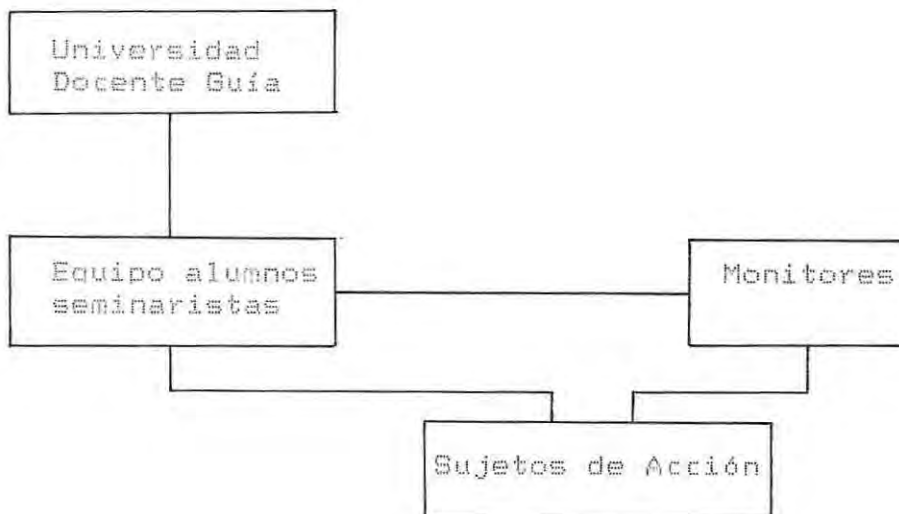 Universidad
Docente Guía
Equipo alumnos
seminaristas
Monitores
Sujetos de Acción